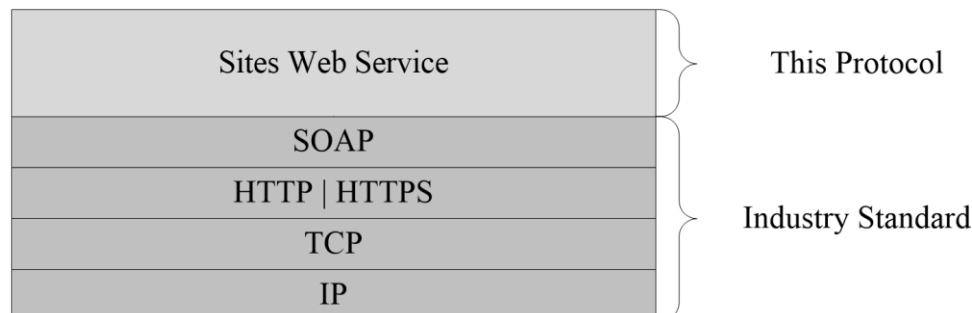 Sites Web Service
This Protocol
SOAP
HTTP | HTTPS
TCP
IP
Industry Standard